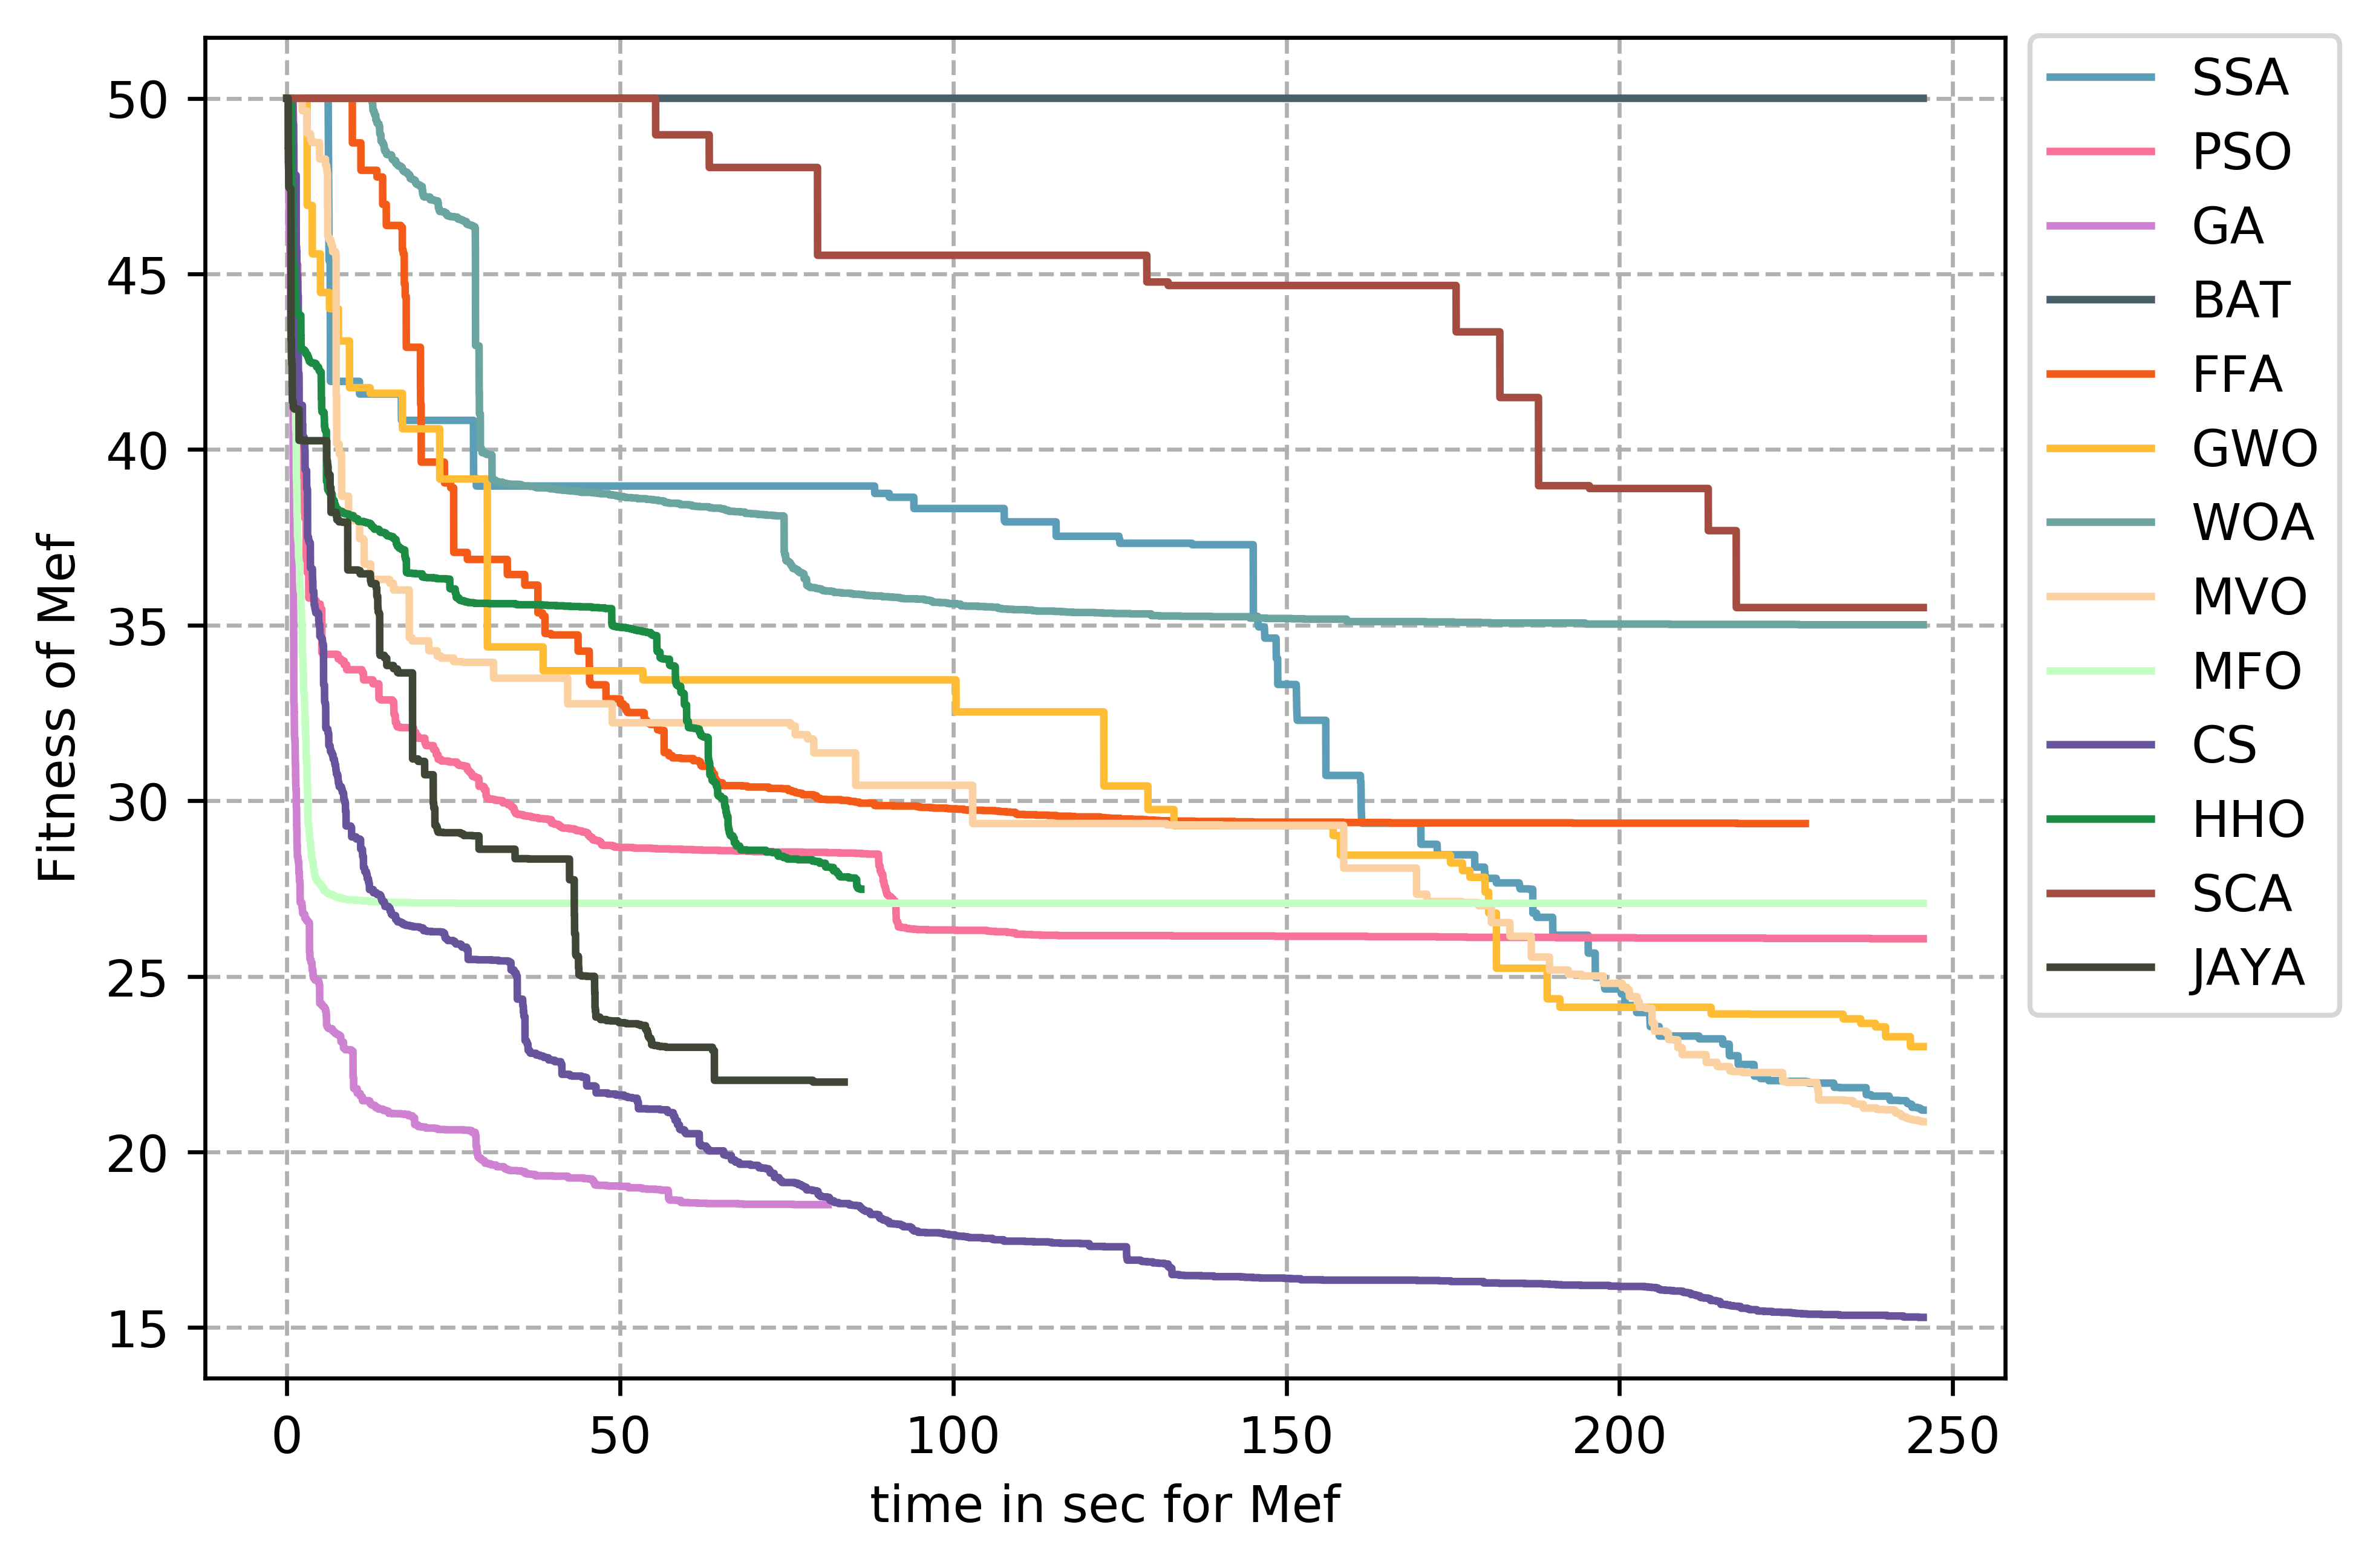 50
45
40
35
30
25
20
15
Fitness of Mef
0 50 100 150 200 250
time in sec for Mef
SSA
PSO
GA
BAT
FFA
GWO
WOA
MVO
MFO
CS
HHO
SCA
JAYA